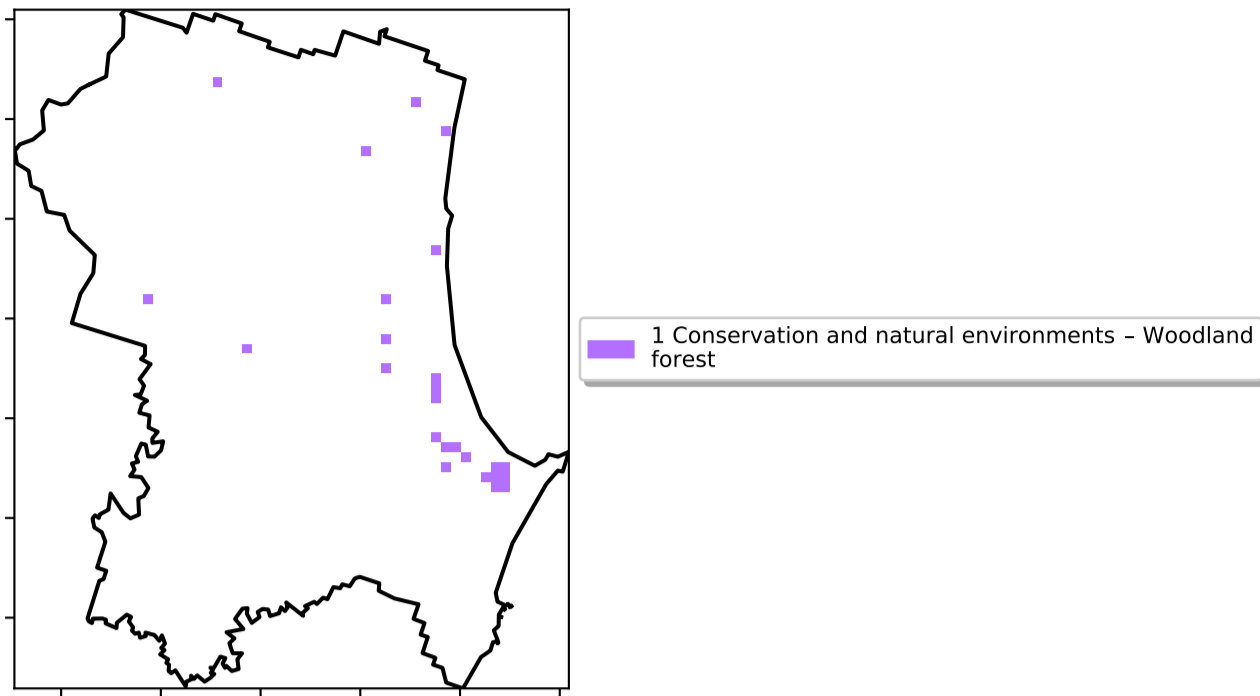 1 Conservation and natural environments – Woodland
forest